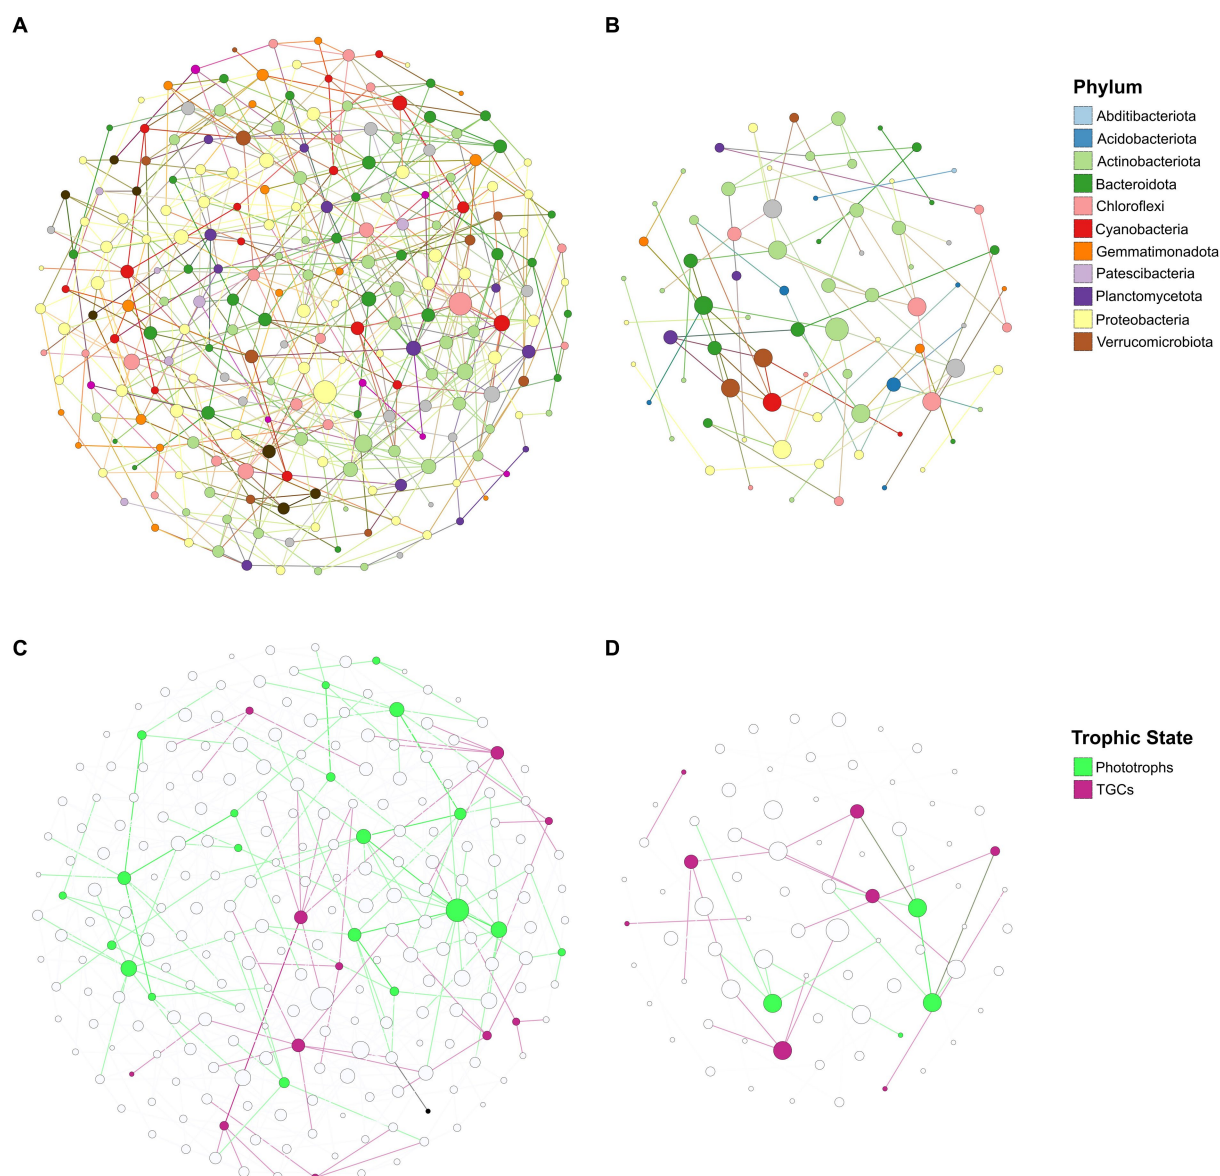 A
B
Phylum
Abditibacteriota
Acidobacteriota
Actinobacteriota
Bacteroidota
Chloroflexi
Cyanobacteria
Gemmatimonadota
Patescibacteria
Planctomycetota
Proteobacteria
Verrucomicrobiota
C
D
Trophic State
Phototrophs
TGCs